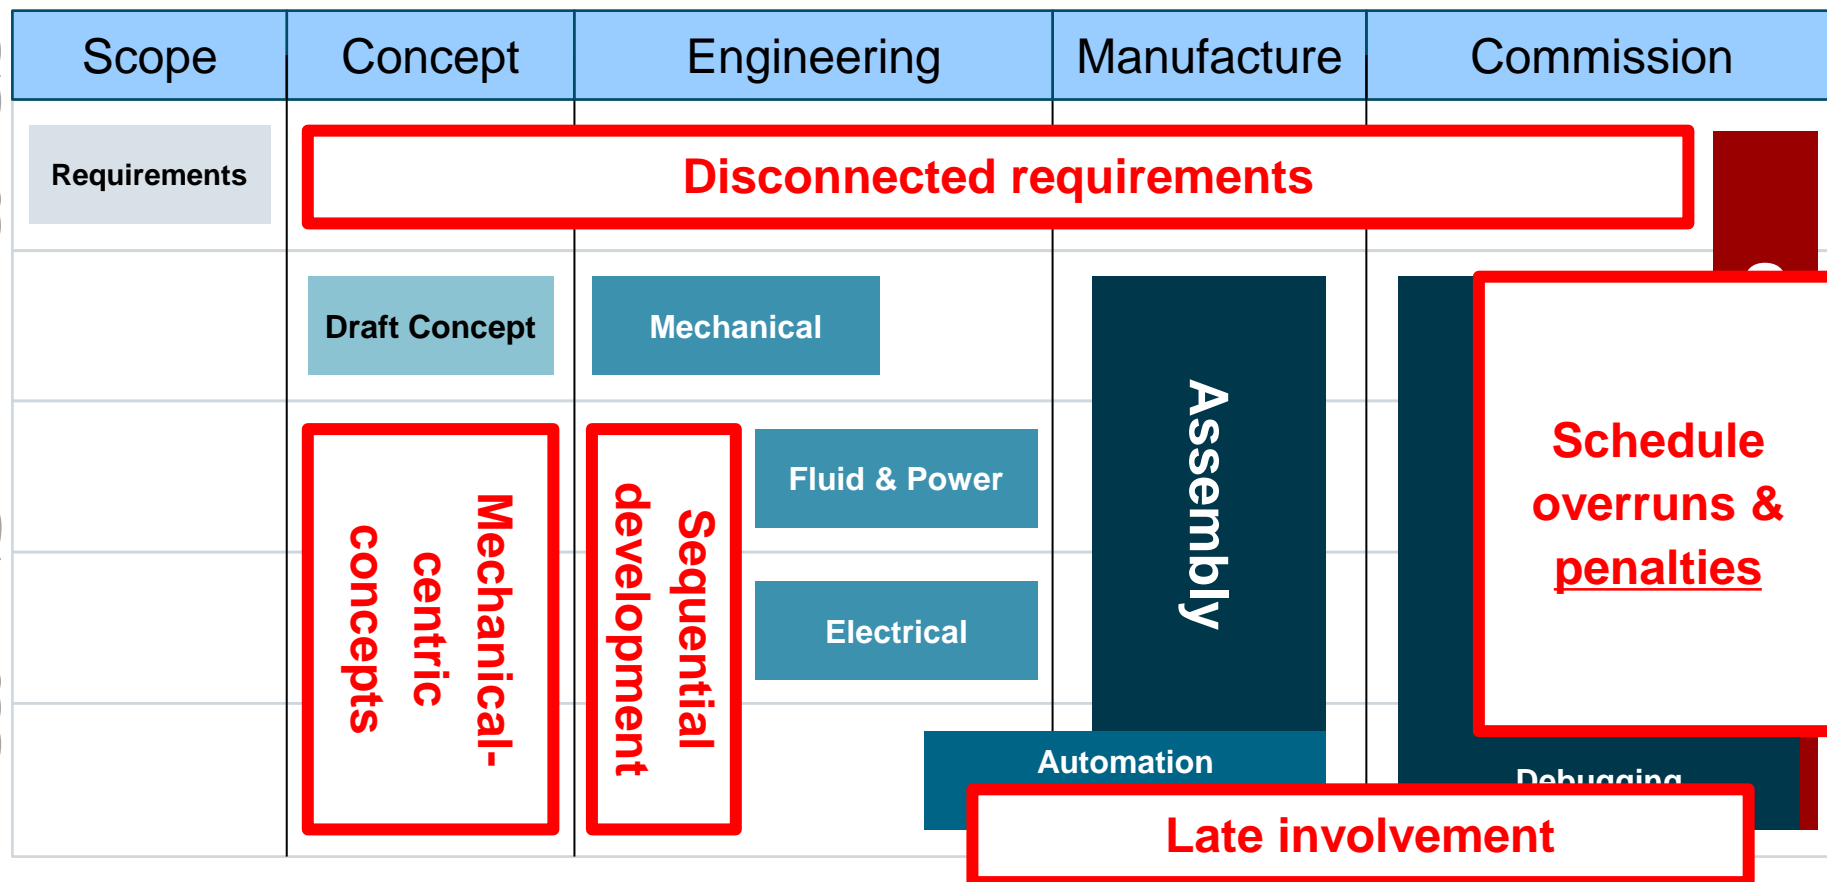 Scope
Concept
Engineering
Manufacture
Commission
Requirements
Disconnected requirements
Draft Concept
Mechanical
Mechanical-
centric
concepts
Sequential
development
Fluid & Power
Electrical
Assembly
Schedule
overruns &
penalties
Automation
Debugging
Late involvement